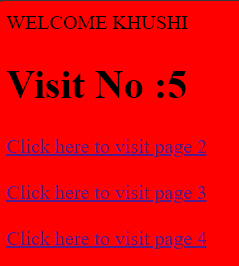 WELCOME KHUSHI
Visit No :5
Click here to visit page 2
Click here to visit page 3
Click here to visit page 4